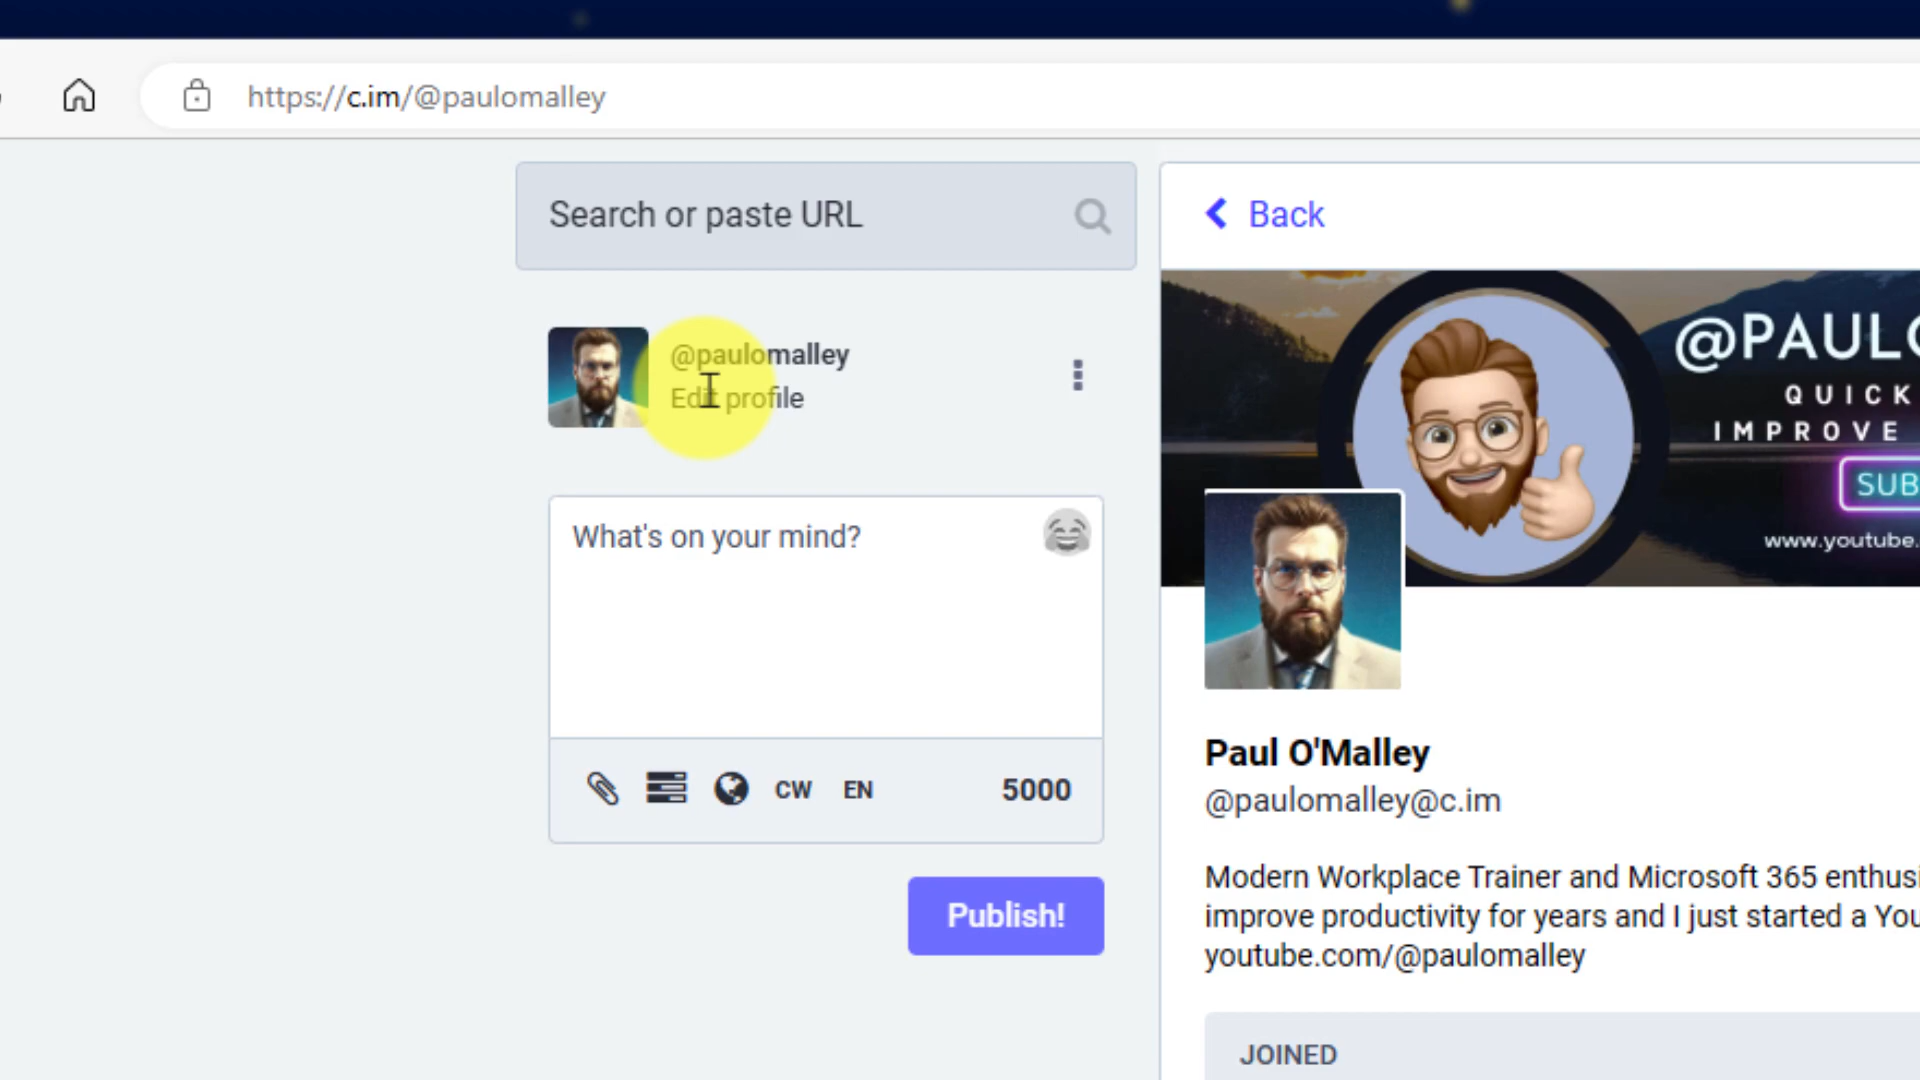 https://c.im/@paulomalley
Search or paste URL
@paulomalley
Edit profile
What's on your mind?
CW EN 5000
Publish!
Back
QUICK
IMPROVE
SUB
www.youtube.
Paul O'Malley
@paulomalley@c.im
Modern Workplace Trainer and Microsoft 365 enthusi
improve productivity for years and I just started a You
youtube.com/@paulomalley
JOINED